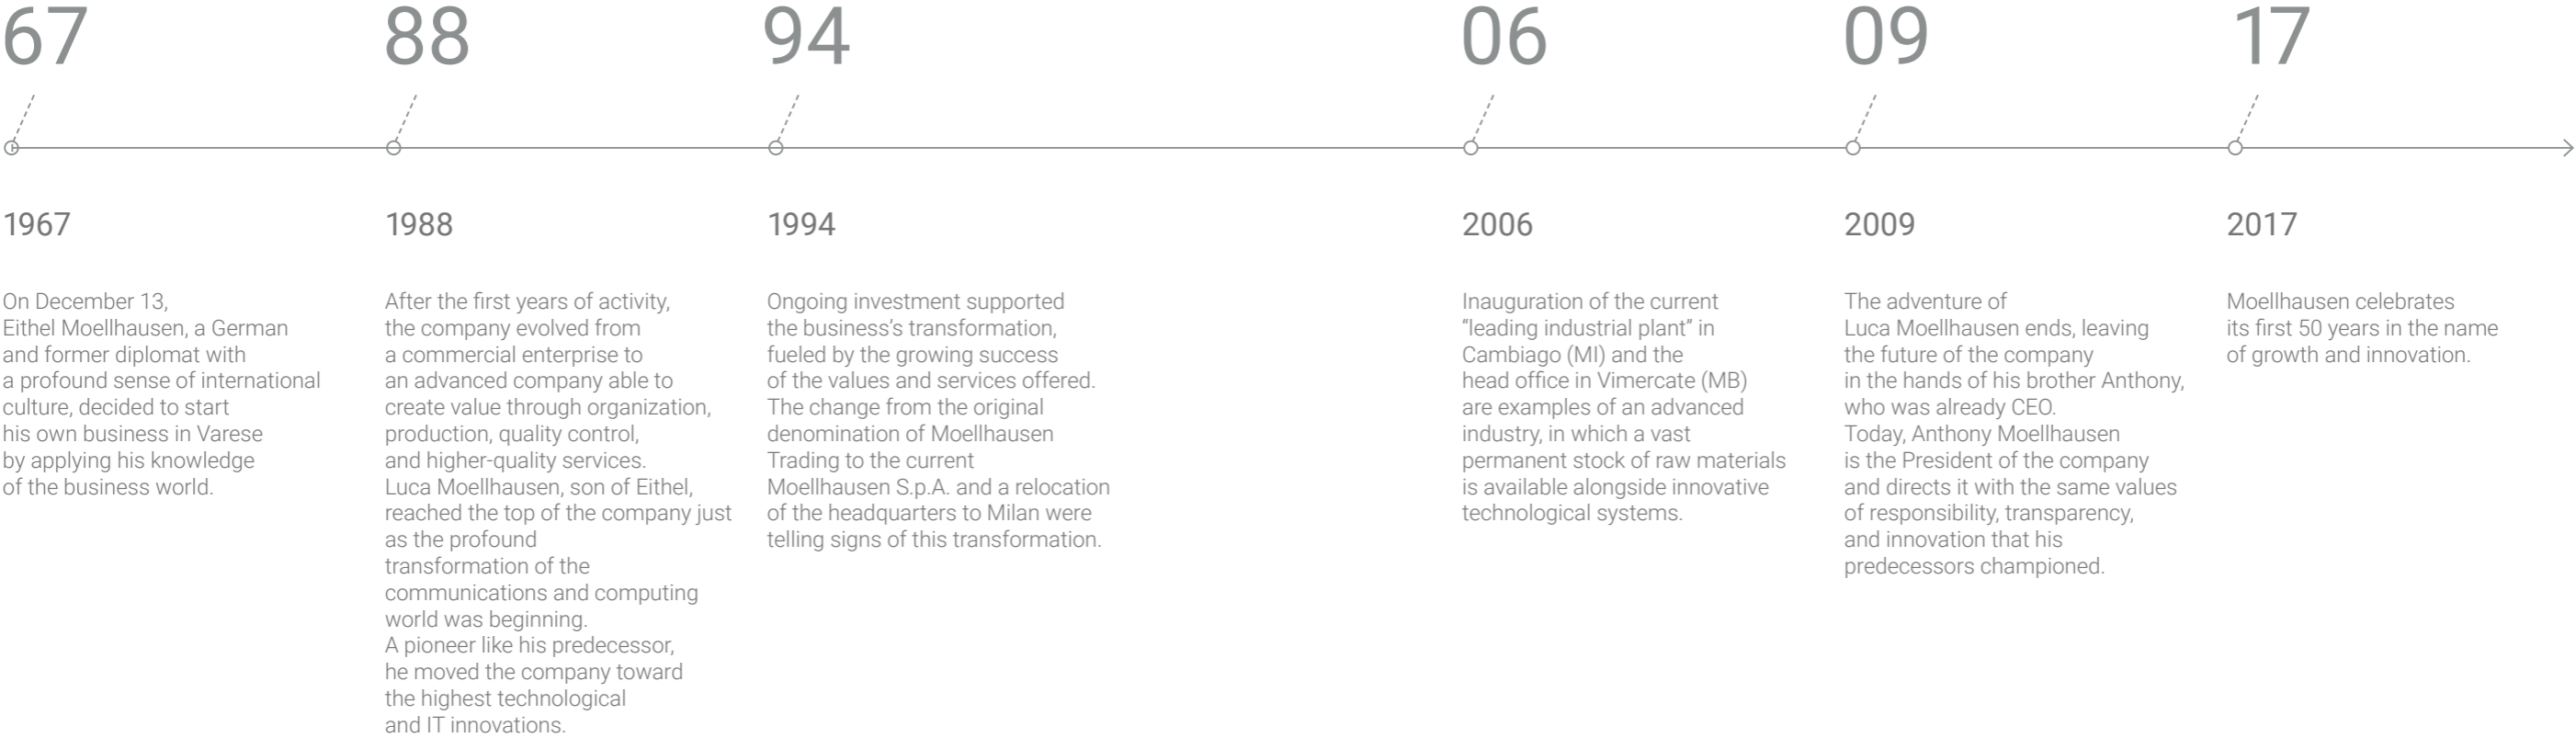 67
88
94
06
09
17
1967
On December 13,
Eithel Moellhausen, a German
and former diplomat with
a profound sense of international
culture, decided to start
his own business in Varese
by applying his knowledge
of the business world.
1988
After the first years of activity,
the company evolved from
a commercial enterprise to
an advanced company able to
create value through organization,
production, quality control,
and higher-quality services.
Luca Moellhausen, son of Eithel,
reached the top of the company just
as the profound
transformation of the
communications and computing
world was beginning.
A pioneer like his predecessor,
he moved the company toward
the highest technological
and IT innovations.
1994
Ongoing investment supported
the business’s transformation,
fueled by the growing success
of the values and services offered.
The change from the original
denomination of Moellhausen
Trading to the current
Moellhausen S.p.A. and a relocation
of the headquarters to Milan were
telling signs of this transformation.
2006
Inauguration of the current
“leading industrial plant” in
Cambiago (MI) and the
head office in Vimercate (MB)
are examples of an advanced
industry, in which a vast
permanent stock of raw materials
is available alongside innovative
technological systems.
2009
The adventure of
Luca Moellhausen ends, leaving
the future of the company
in the hands of his brother Anthony,
who was already CEO.
Today, Anthony Moellhausen
is the President of the company
and directs it with the same values
of responsibility, transparency,
and innovation that his
predecessors championed.
2017
Moellhausen celebrates
its first 50 years in the name
of growth and innovation.